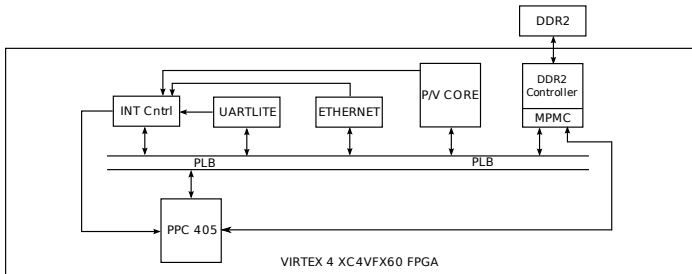 DDR2
DDR2
Controller
MPMC
P/V CORE
INT Cntrl
UARTLITE
ETHERNET
PLB
PLB
PPC 405
VIRTEX 4 XC4VFX60 FPGA